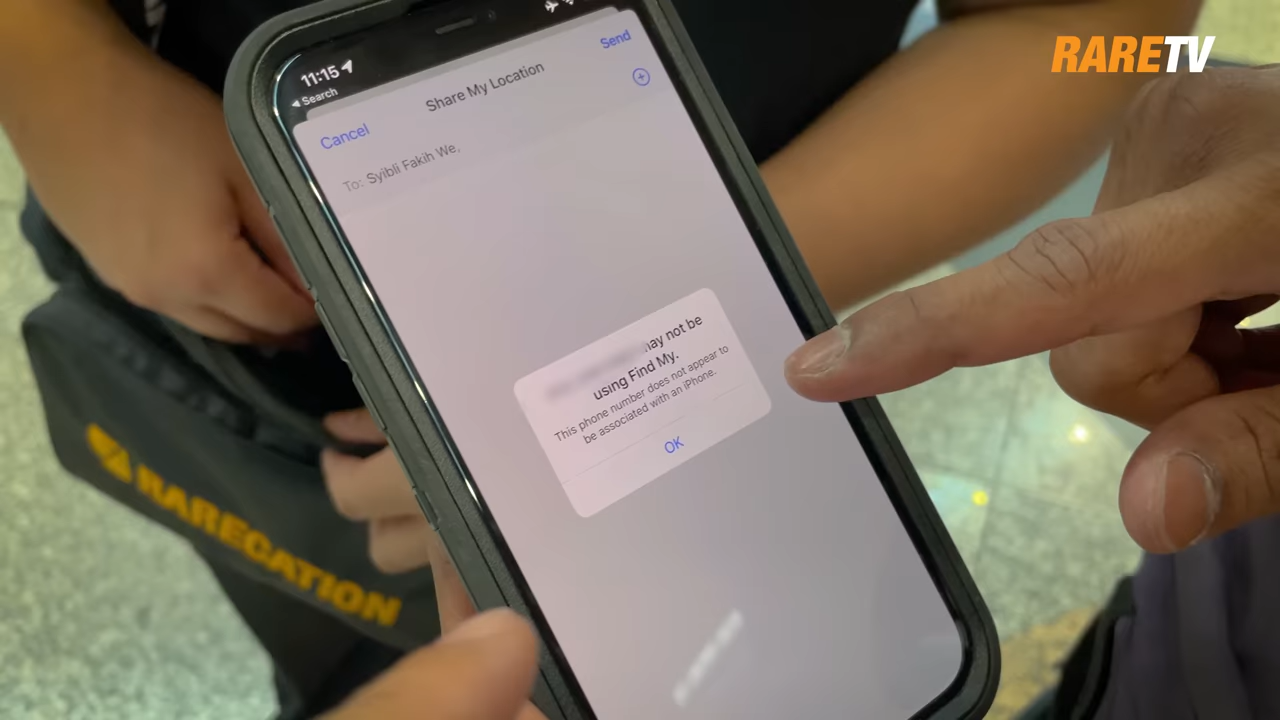 RARETV
11:15
Search
Send
Share My Location
Cancel
To: Syibli Fakih We,
may not be
using Find My.
This phone number does not appear to
be associated with an iPhone.
OK
RARECATION